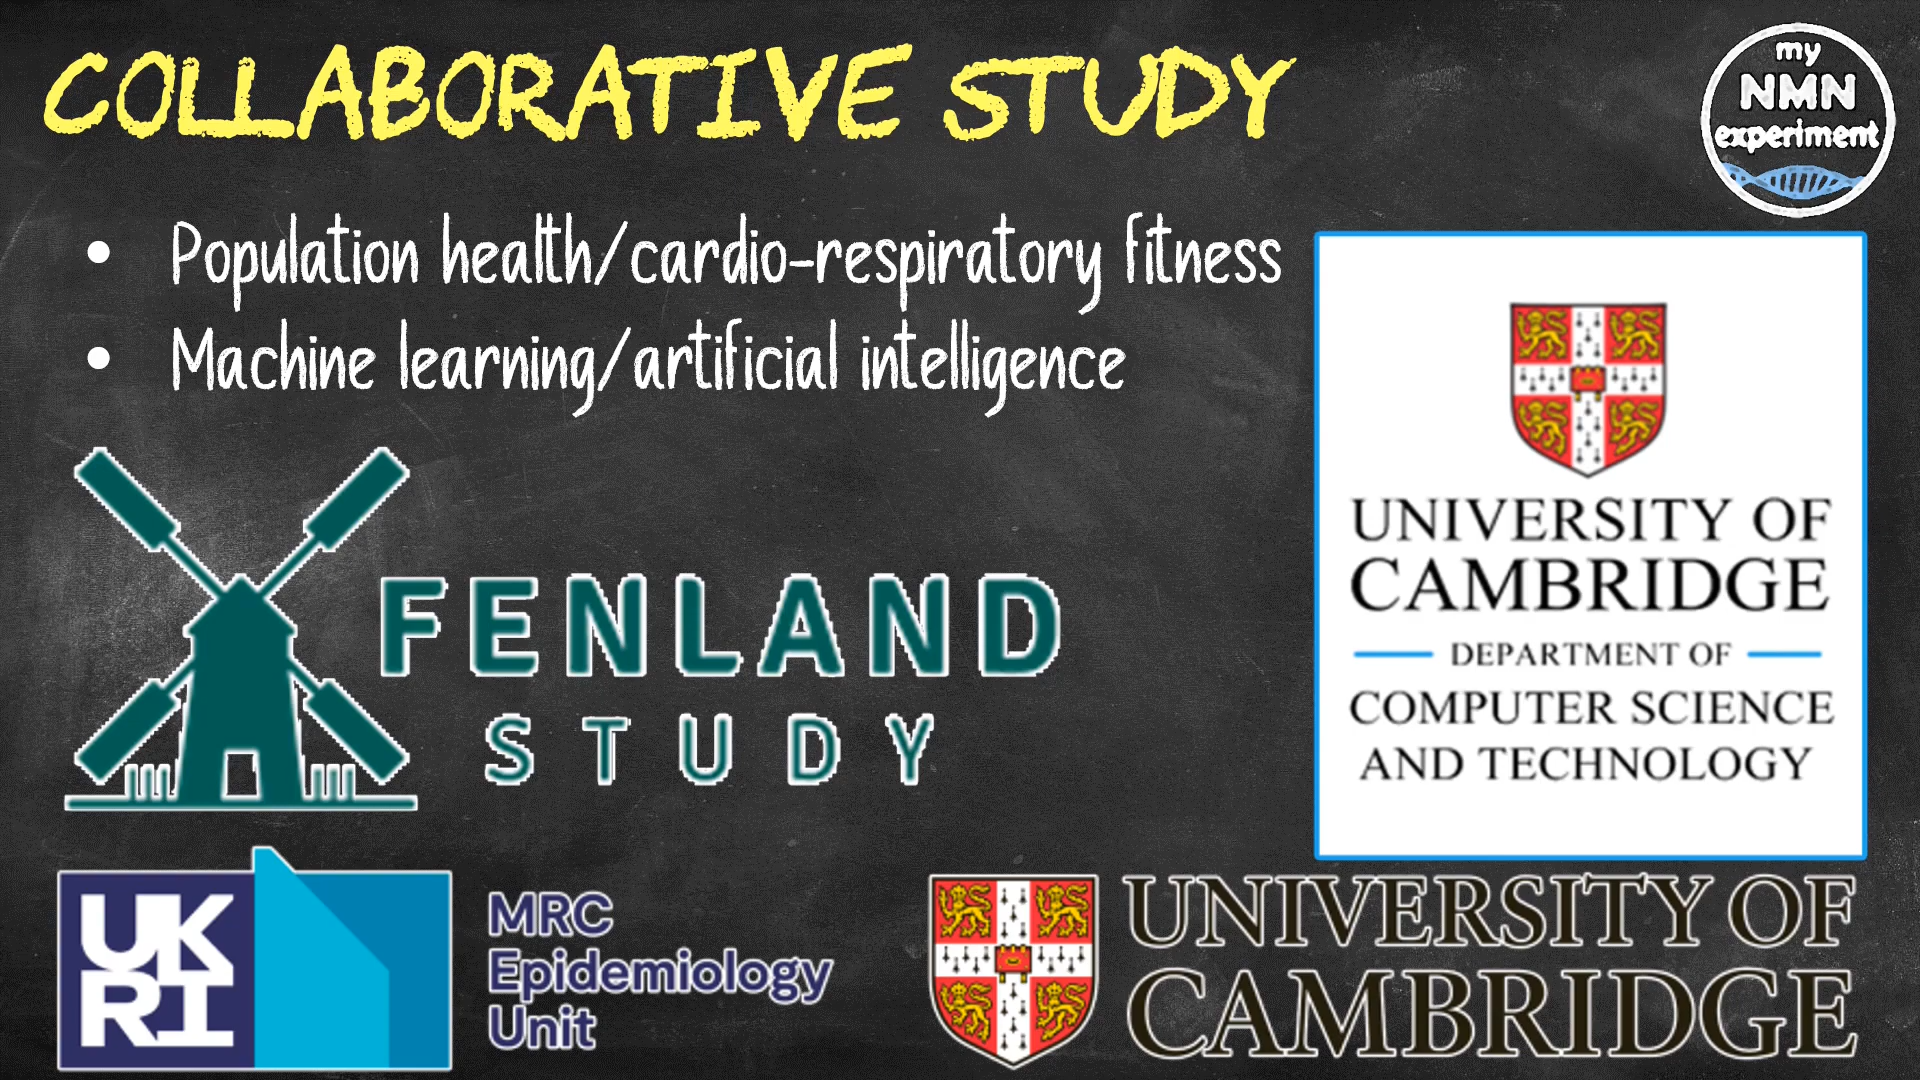 COLLABORATIVE STUDY
my
NMN
experiment
• Population health/cardio-respiratory fitness
• Machine learning/artificial intelligence
UNIVERSITY OF
CAMBRIDGE
DEPARTMENT OF
COMPUTER SCIENCE
AND TECHNOLOGY
FENLAND
STUDY
UK
RI
MRC
Epidemiology
Unit
UNIVERSITY OF
CAMBRIDGE